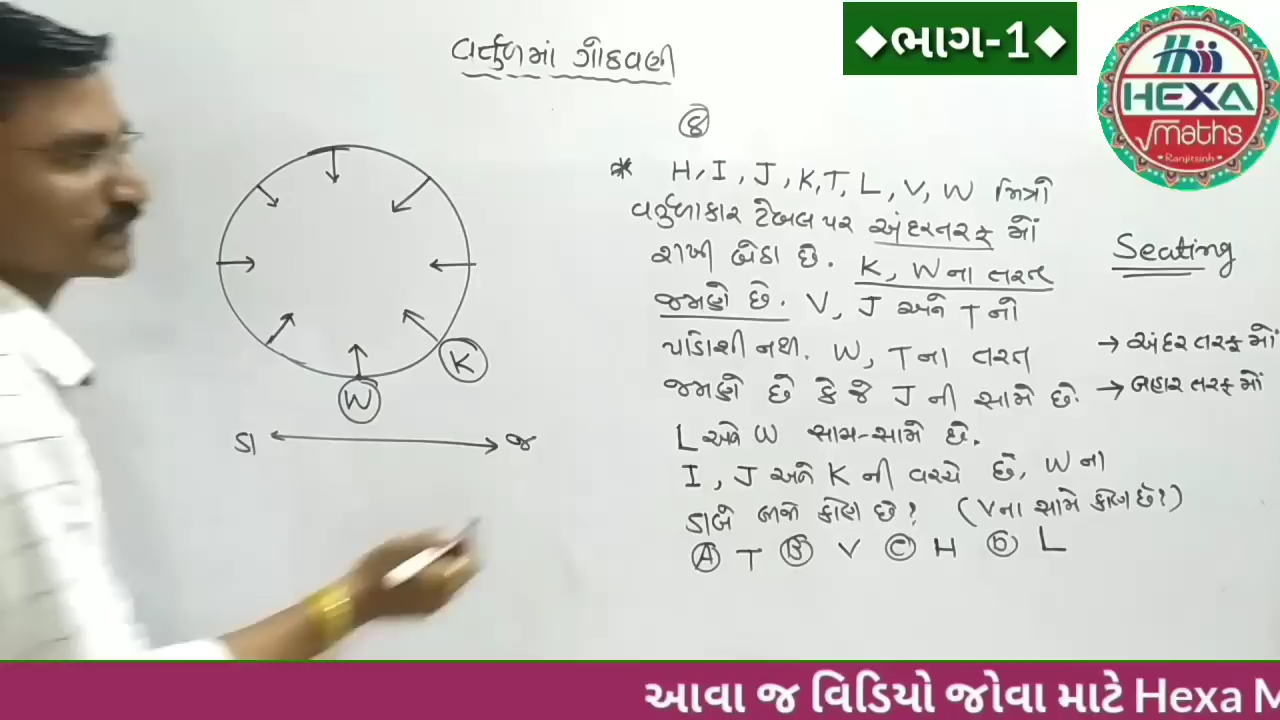 ◆ભાગ-1◆
HEXA
√maths
Ranjitsinh
વર્તુળમાં ગોઠવણી
⑧
* H, I, J, K, T, L, V, W મિત્રો
વર્તુળાકાર ટેબલ પર અંદરતરફ મોં
રાખી બેઠા છે. K, W ના તરત
જમણે છે. V, J અને T નો
પાડોશી નથી. W, T ના તરત
જમણે છે કે જે J ની સામે છે.
L અને W સામ-સામે છે.
I, J અને K ની વચ્ચે છે, W ના
ડાબે બાજુ કોણ છે? (V ના સામે કોણ છે?)
Ⓐ T Ⓑ V Ⓒ H Ⓓ L
Seating
→ અંદર તરફ મોં
→ બહાર તરફ મોં
K
W
ડા જ
આવા જ વિડિયો જોવા માટે Hexa M